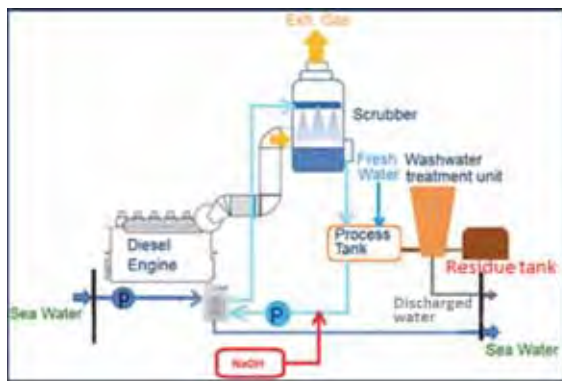 Exh. Gas
Scrubber
Fresh
Water
Washwater
treatment unit
Diesel
Engine
Process
Tank
Residue tank
P
Sea Water
P
Discharged
water
NaOH
Sea Water